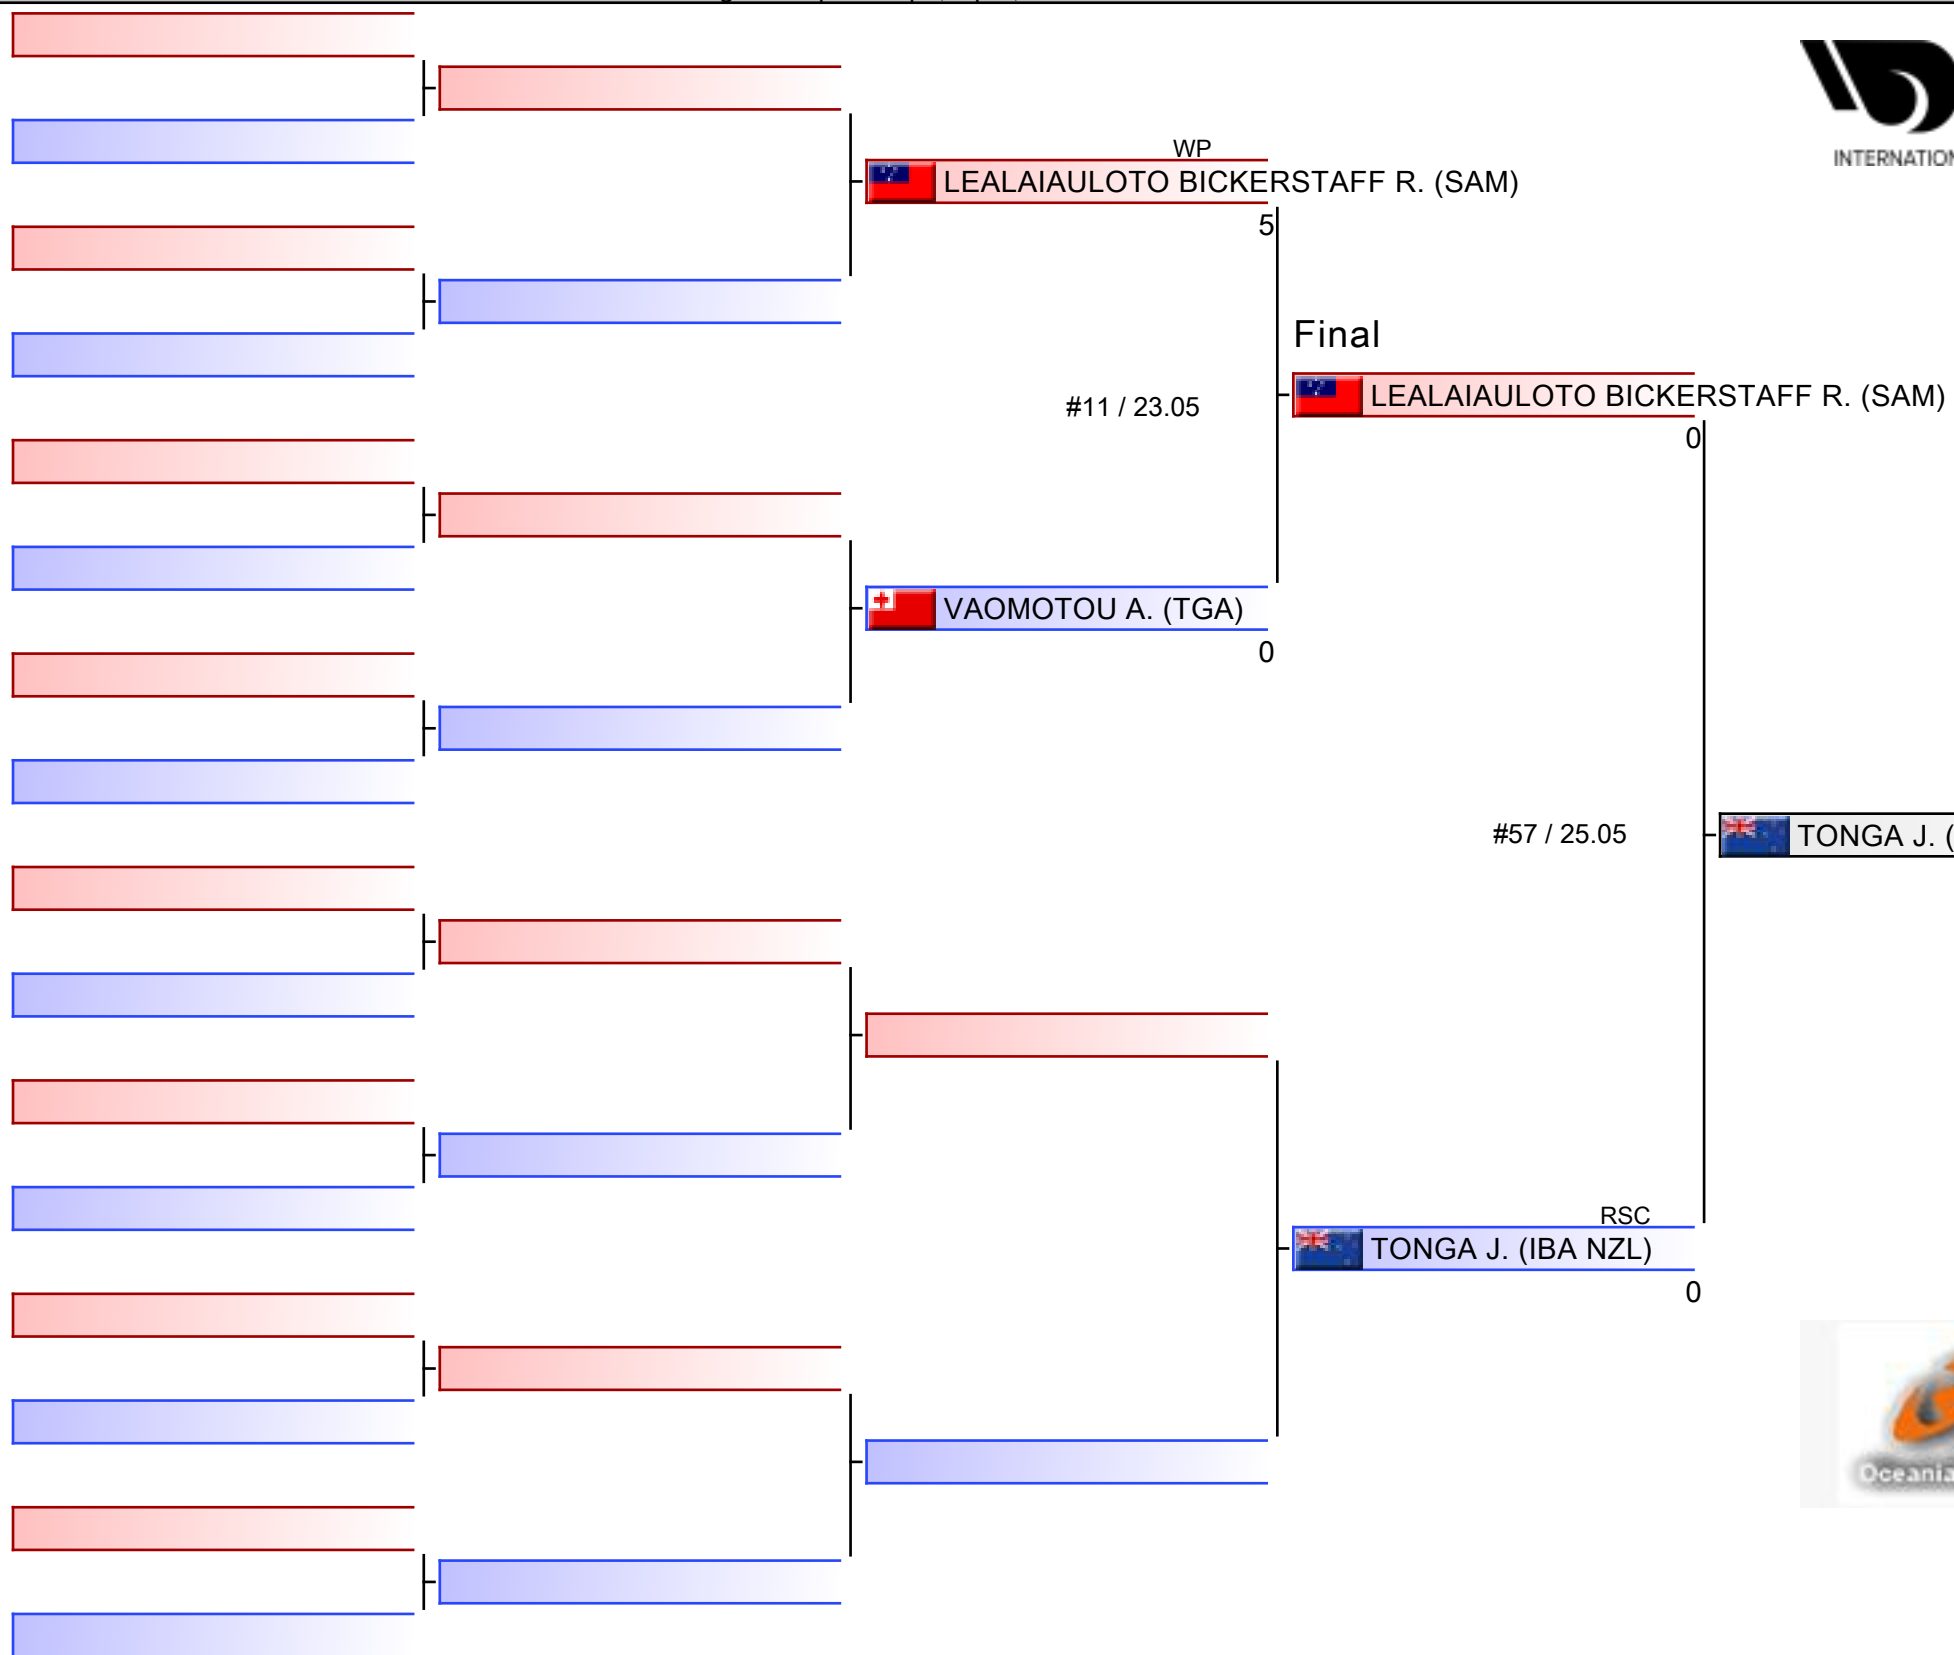 WP
LEALAIAULOTO BICKERSTAFF R. (SAM)
5
Final
LEALAIAULOTO BICKERSTAFF R. (SAM)
0
#11 / 23.05
VAOMOTOU A. (TGA)
0
#57 / 25.05
TONGA J. (
RSC
TONGA J. (IBA NZL)
0
INTERNATION
Oceania